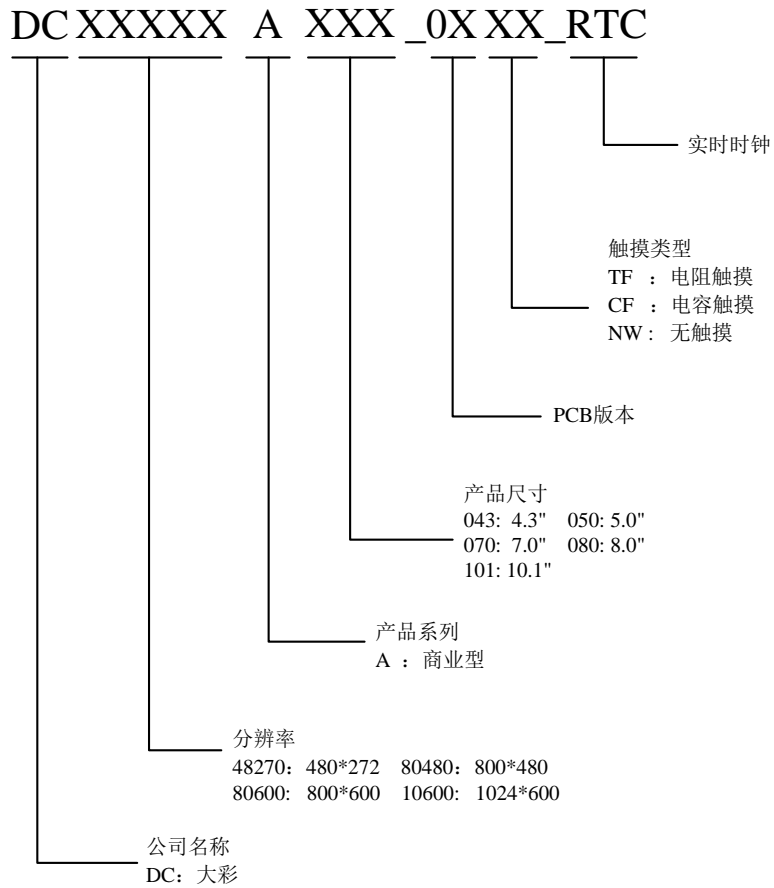 DC XXXXX A XXX _0X XX_RTC
实时时钟
触摸类型
TF ：电阻触摸
CF ：电容触摸
NW : 无触摸
PCB版本
产品尺寸
043: 4.3" 050: 5.0"
070: 7.0" 080: 8.0"
101: 10.1"
产品系列
A ：商业型
分辨率
48270：480*272 80480：800*480
80600: 800*600 10600: 1024*600
公司名称
DC：大彩